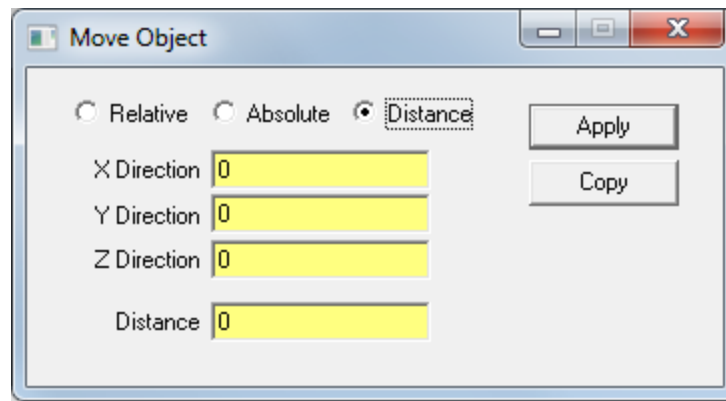 Move Object
Relative Absolute Distance
Apply
X Direction 0
Copy
Y Direction 0
Z Direction 0
Distance 0